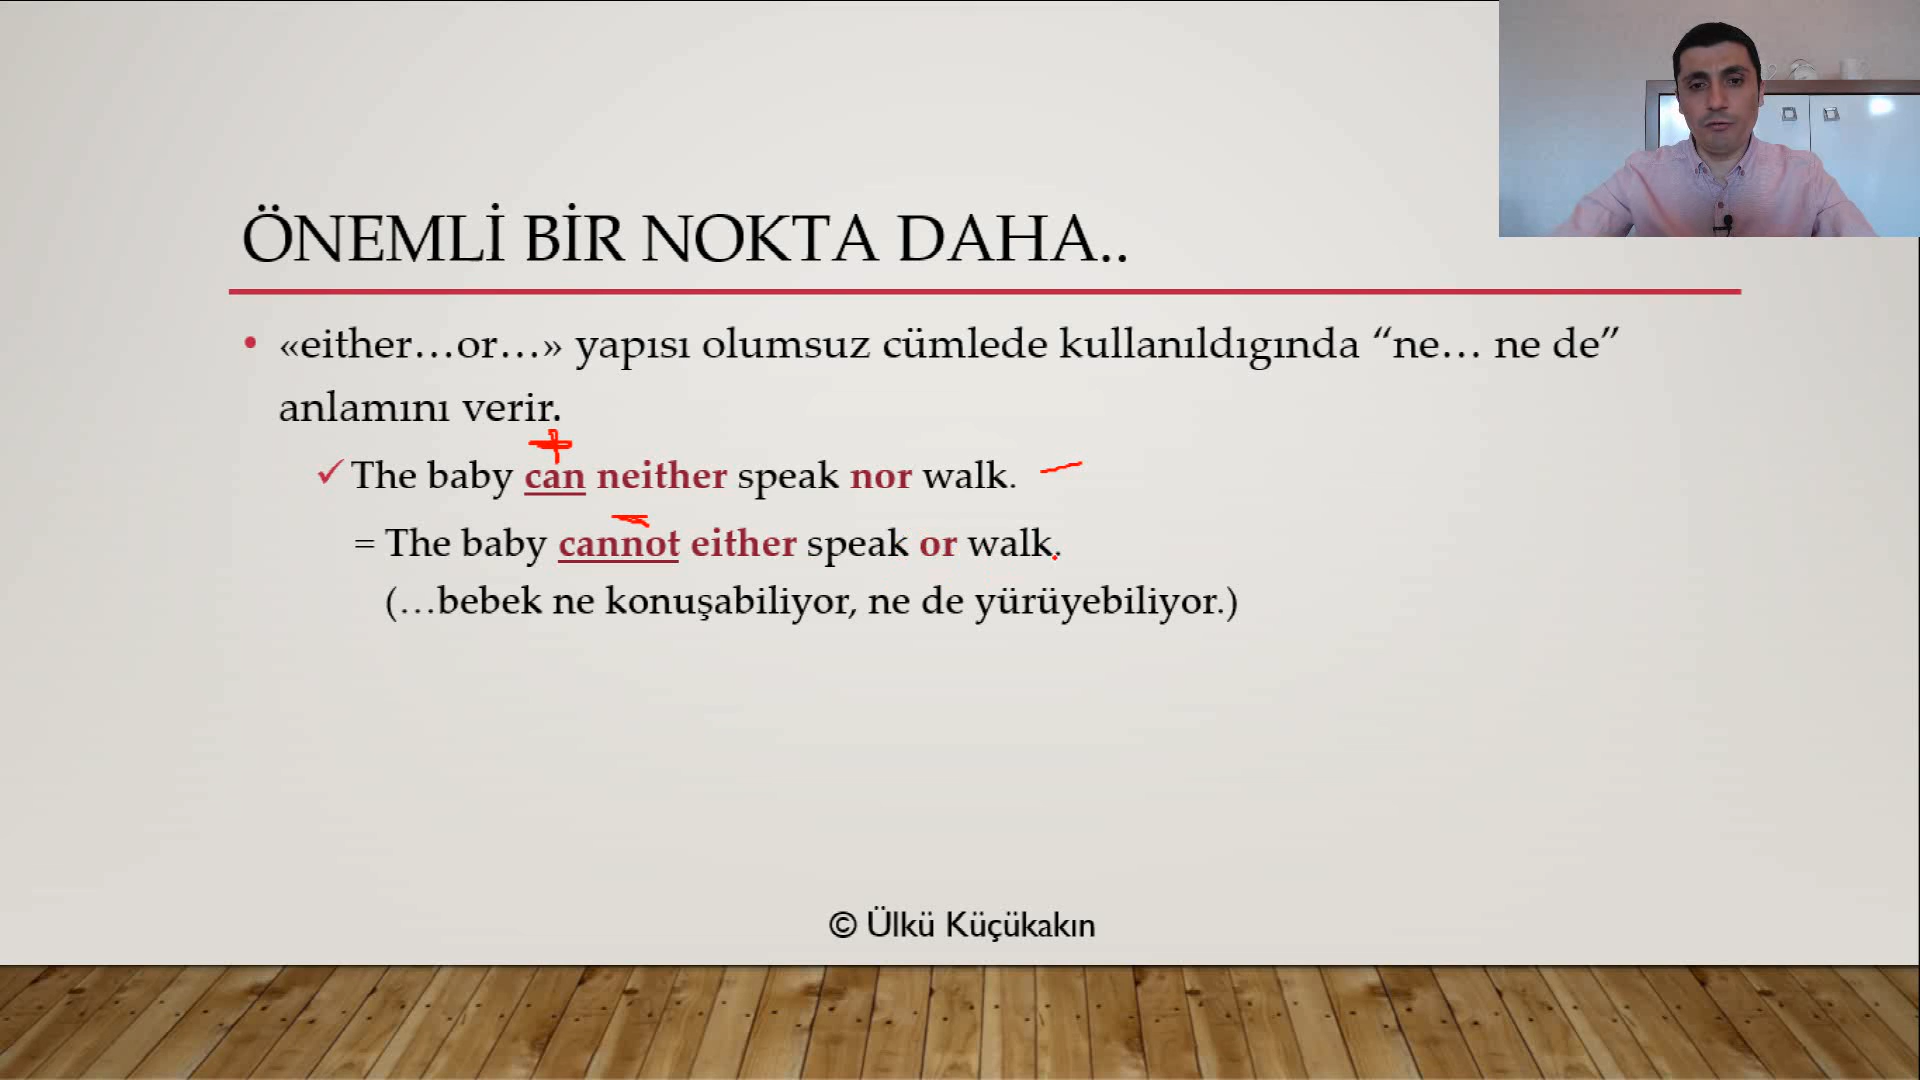 ÖNEMLİ BİR NOKTA DAHA..
• «either...or...» yapısı olumsuz cümlede kullanıldıgında “ne... ne de”
anlamını verir.
✓ The baby can neither speak nor walk.
= The baby cannot either speak or walk.
(...bebek ne konuşabiliyor, ne de yürüyebiliyor.)
© Ülkü Küçükakın